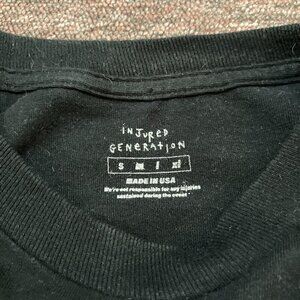 INJURED
GENERATION
S M L XL
MADE IN USA
We're not responsible for any injuries
sustained during the event